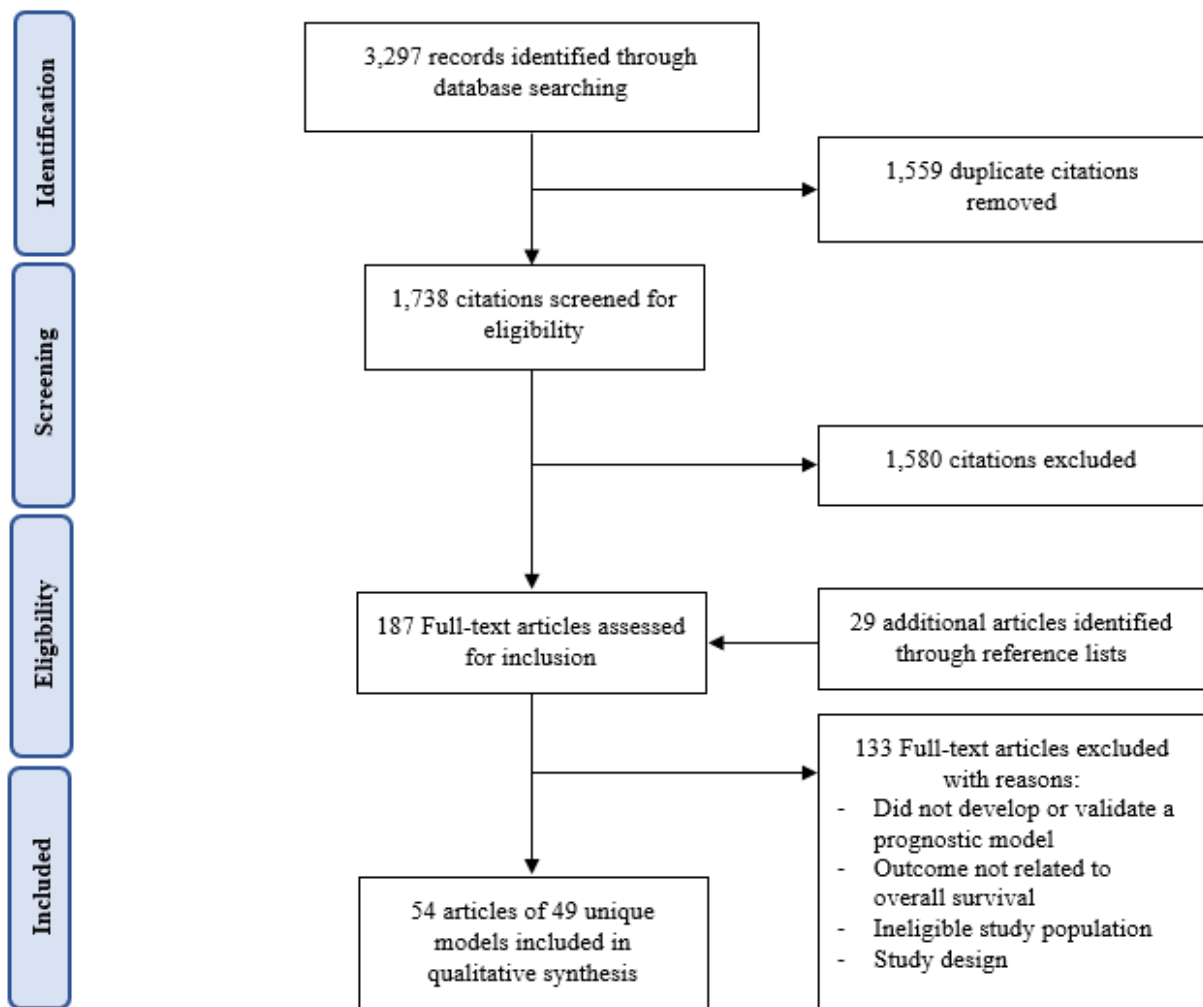 Identification
3,297 records identified through
database searching
1,559 duplicate citations
removed
Screening
1,738 citations screened for
eligibility
1,580 citations excluded
Eligibility
187 Full-text articles assessed
for inclusion
29 additional articles identified
through reference lists
133 Full-text articles excluded
with reasons:
- Did not develop or validate a
prognostic model
- Outcome not related to
overall survival
- Ineligible study population
- Study design
Included
54 articles of 49 unique
models included in
qualitative synthesis